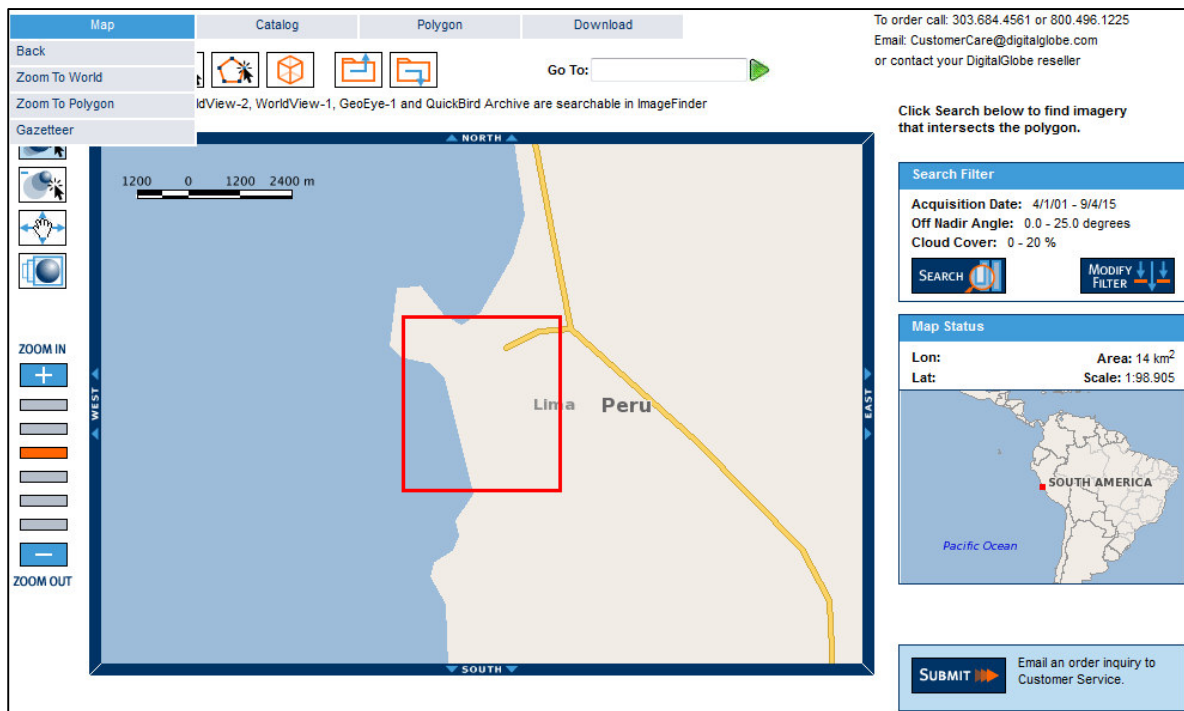 Map Catalog Polygon Download
Back
Zoom To World
Zoom To Polygon
Gazetteer
Go To:
ldView-2, WorldView-1, GeoEye-1 and QuickBird Archive are searchable in ImageFinder
To order call: 303.684.4561 or 800.496.1225
Email: CustomerCare@digitalglobe.com
or contact your DigitalGlobe reseller
Click Search below to find imagery
that intersects the polygon.
NORTH
1200 0 1200 2400 m
WEST
EAST
Lima Peru
SOUTH
ZOOM IN
ZOOM OUT
Search Filter
Acquisition Date: 4/1/01 - 9/4/15
Off Nadir Angle: 0.0 - 25.0 degrees
Cloud Cover: 0 - 20 %
SEARCH
MODIFY
FILTER
Map Status
Lon: Area: 14 km²
Lat: Scale: 1:98.905
SOUTH AMERICA
Pacific Ocean
SUBMIT
Email an order inquiry to
Customer Service.